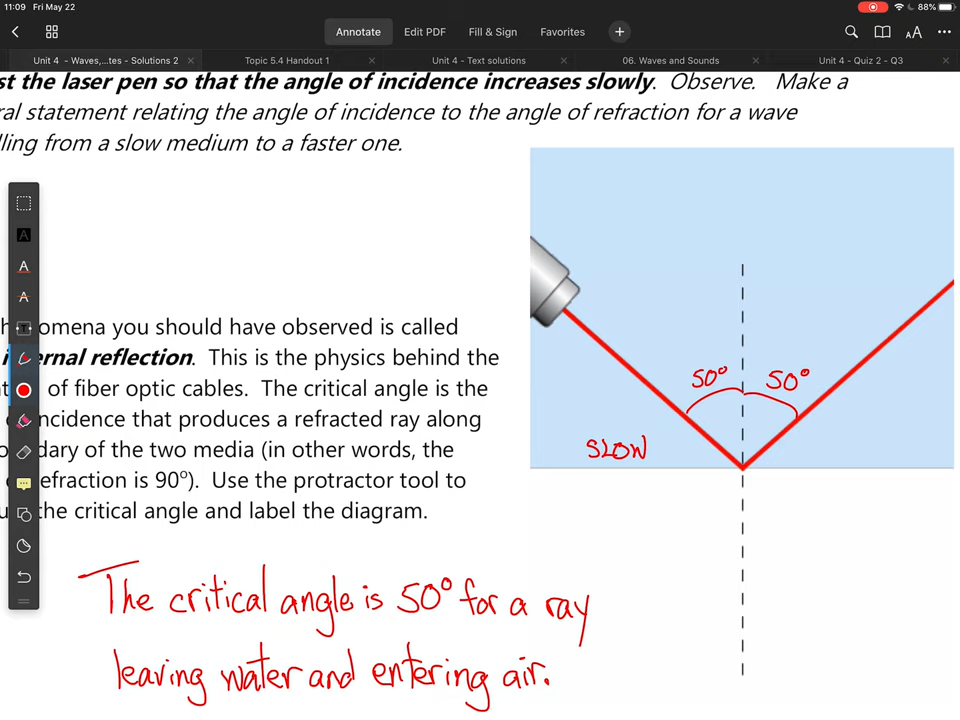 11:09 Fri May 22
88%
Annotate Edit PDF Fill & Sign Favorites
AA
Unit 4 - Waves,...tes - Solutions 2
Topic 5.4 Handout 1
Unit 4 - Text solutions
06. Waves and Sounds
Unit 4 - Quiz 2 - Q3
st the laser pen so that the angle of incidence increases slowly. Observe. Make a
ral statement relating the angle of incidence to the angle of refraction for a wave
lling from a slow medium to a faster one.
omena you should have observed is called
ernal reflection. This is the physics behind the
of fiber optic cables. The critical angle is the
ncidence that produces a refracted ray along
dary of the two media (in other words, the
efraction is 90°). Use the protractor tool to
the critical angle and label the diagram.
50° 50°
SLOW
The critical angle is 50° for a ray
leaving water and entering air.